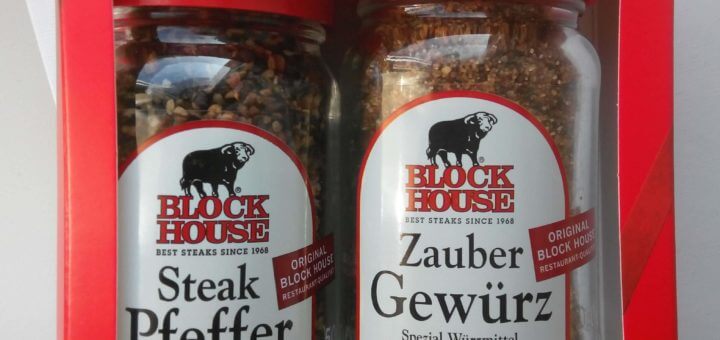 BLOCK
HOUSE
BEST STEAKS SINCE 1968
ORIGINAL
BLOCK HOUSE
RESTAURANT-QUALITÄT
Steak
Pfeffer
BLOCK
HOUSE
®
BEST STEAKS SINCE 1968
ORIGINAL
BLOCK HOUSE
RESTAURANT-QUALITÄT
Zauber
Gewürz
Spezial Würzmittel